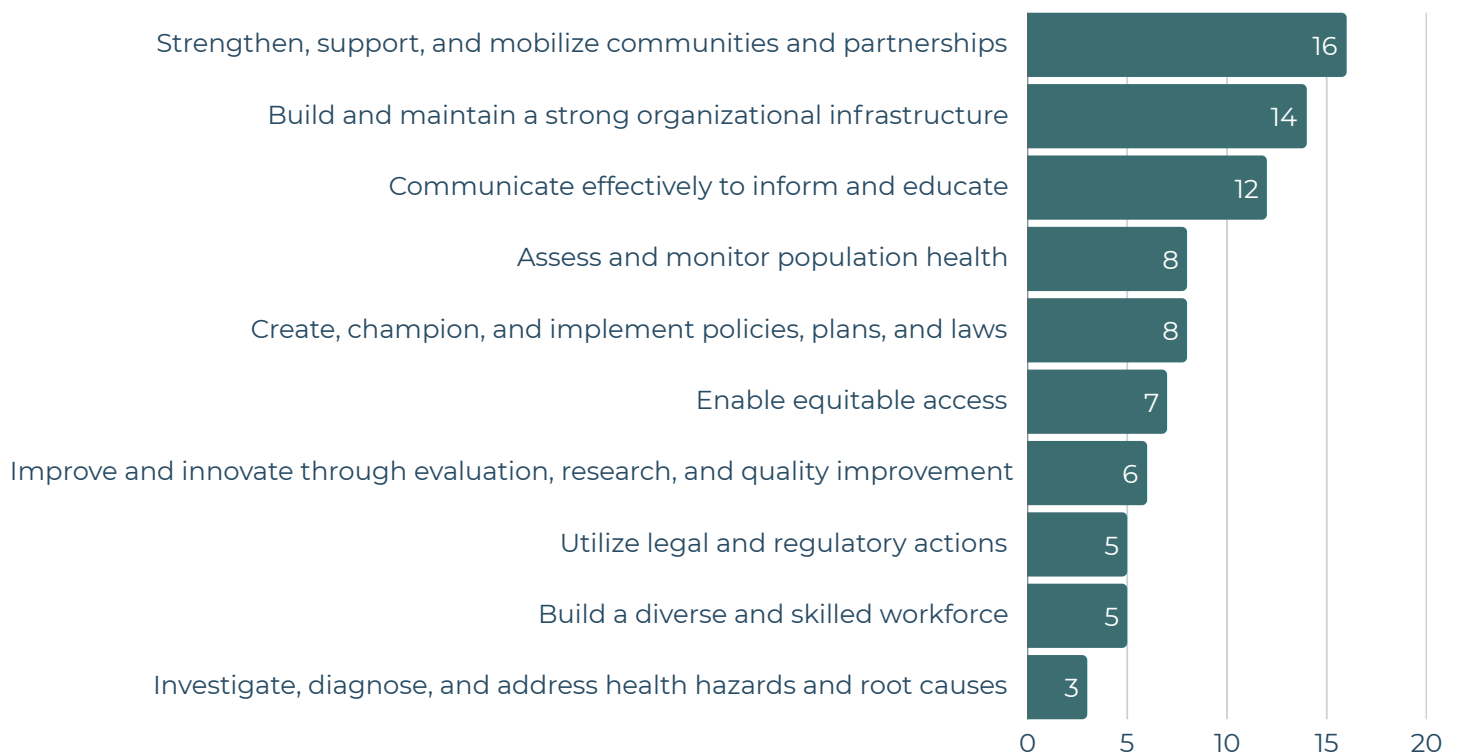 Strengthen, support, and mobilize communities and partnerships 16
Build and maintain a strong organizational infrastructure 14
Communicate effectively to inform and educate 12
Assess and monitor population health 8
Create, champion, and implement policies, plans, and laws 8
Enable equitable access 7
Improve and innovate through evaluation, research, and quality improvement 6
Utilize legal and regulatory actions 5
Build a diverse and skilled workforce 5
Investigate, diagnose, and address health hazards and root causes 3
0 5 10 15 20